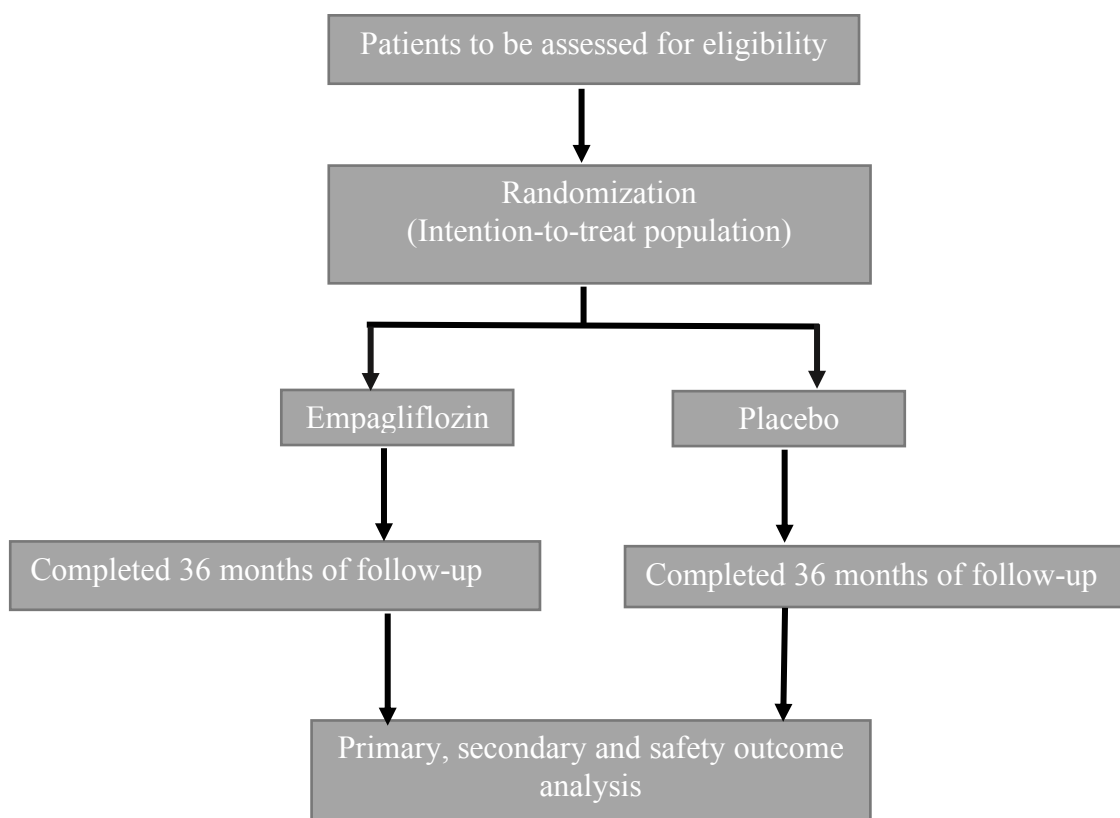 Patients to be assessed for eligibility
Randomization
(Intention-to-treat population)
Empagliflozin
Placebo
Completed 36 months of follow-up
Completed 36 months of follow-up
Primary, secondary and safety outcome
analysis